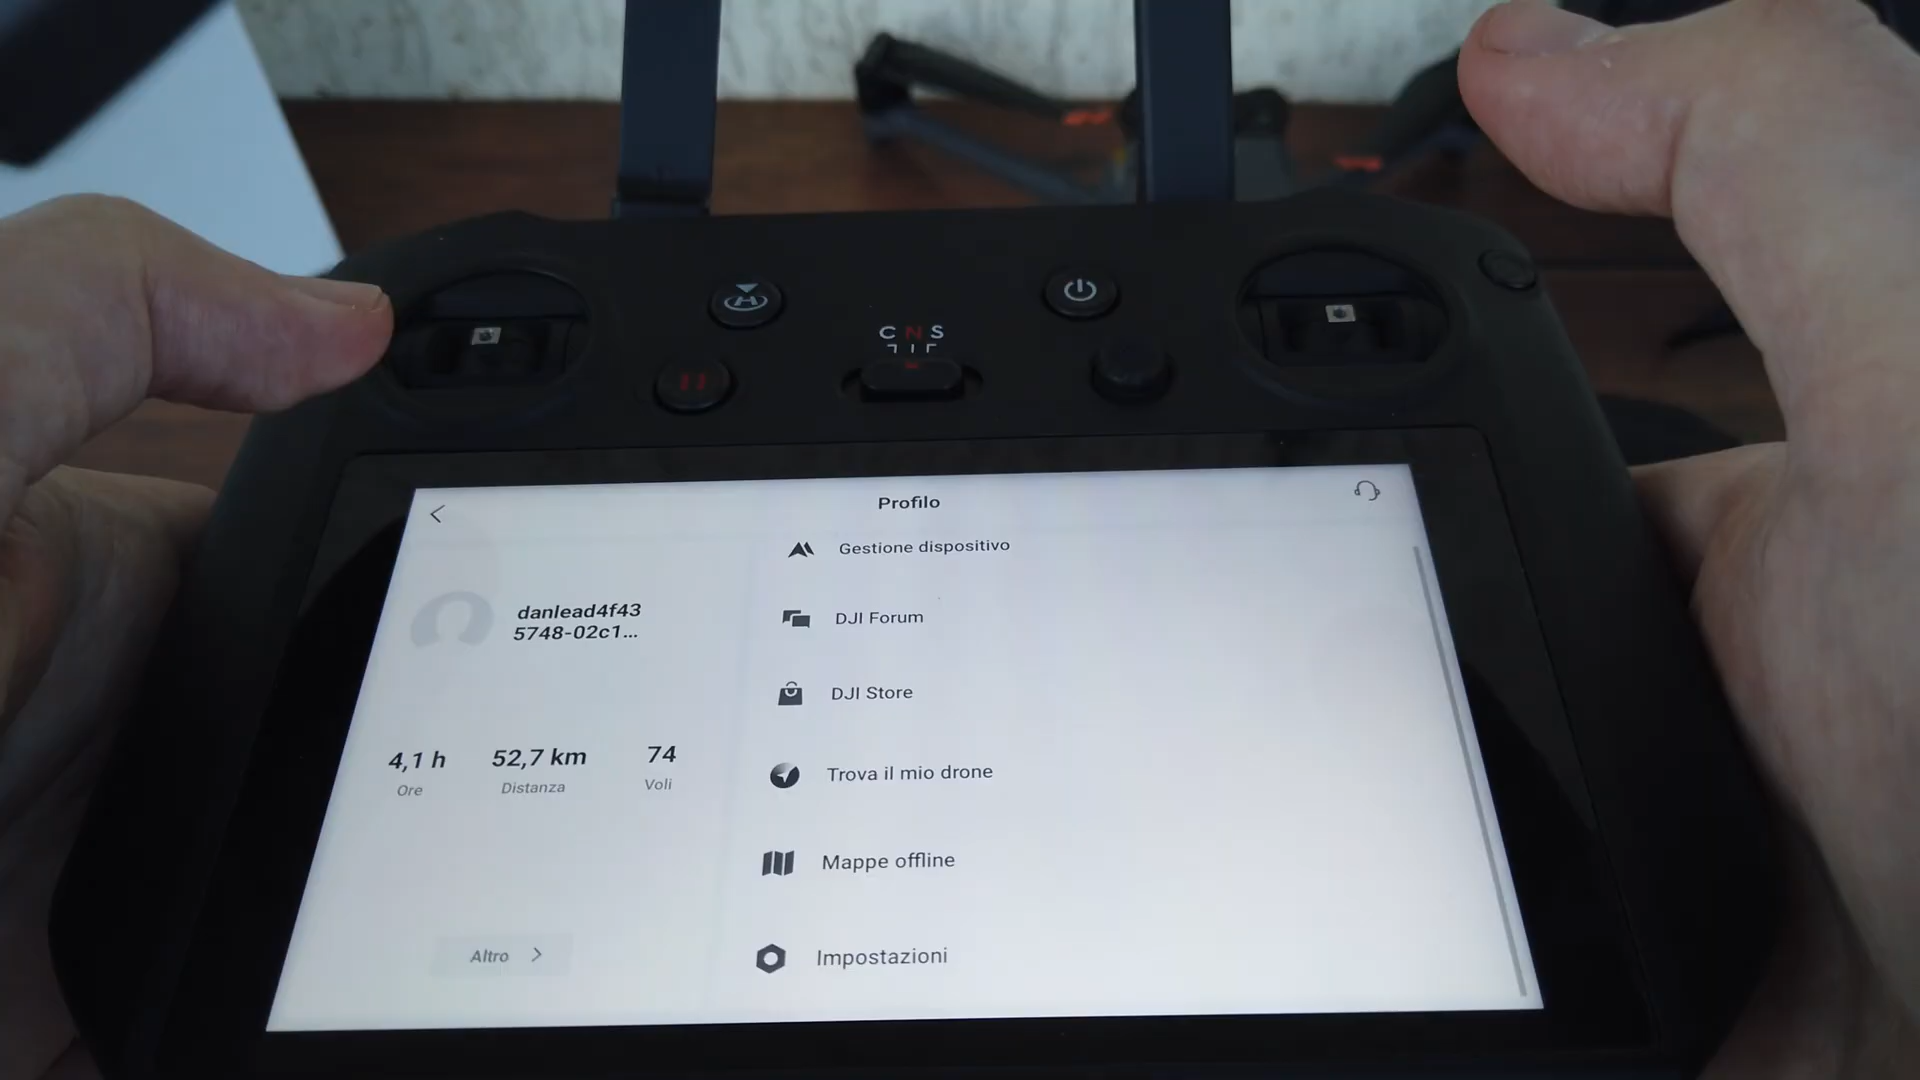 C N S
Profilo
danlead4f43
5748-02c1...
4,1 h
Ore
52,7 km
Distanza
74
Voli
Altro
Gestione dispositivo
DJI Forum
DJI Store
Trova il mio drone
Mappe offline
Impostazioni